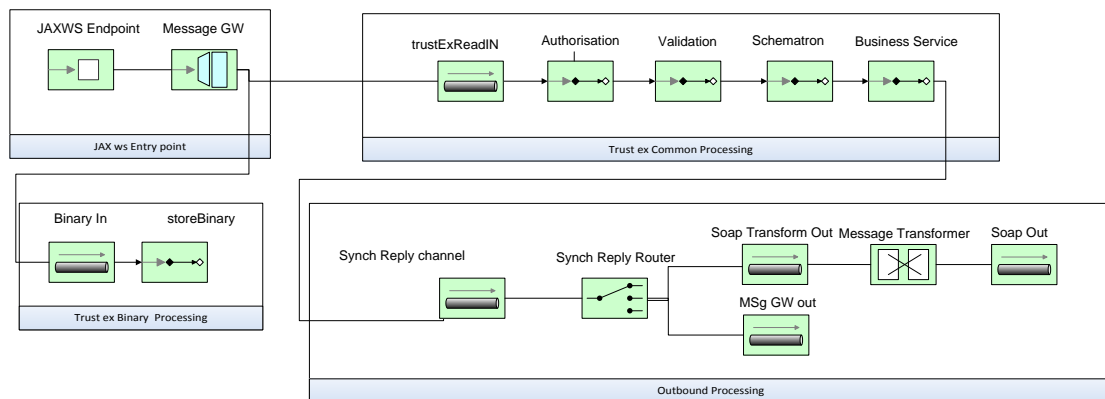 JAXWS Endpoint
Message GW
JAX ws Entry point
trustExReadIN
Authorisation
Validation
Schematron
Business Service
Trust ex Common Processing
Binary In
storeBinary
Trust ex Binary Processing
Synch Reply channel
Synch Reply Router
Soap Transform Out
Message Transformer
Soap Out
MSg GW out
Outbound Processing